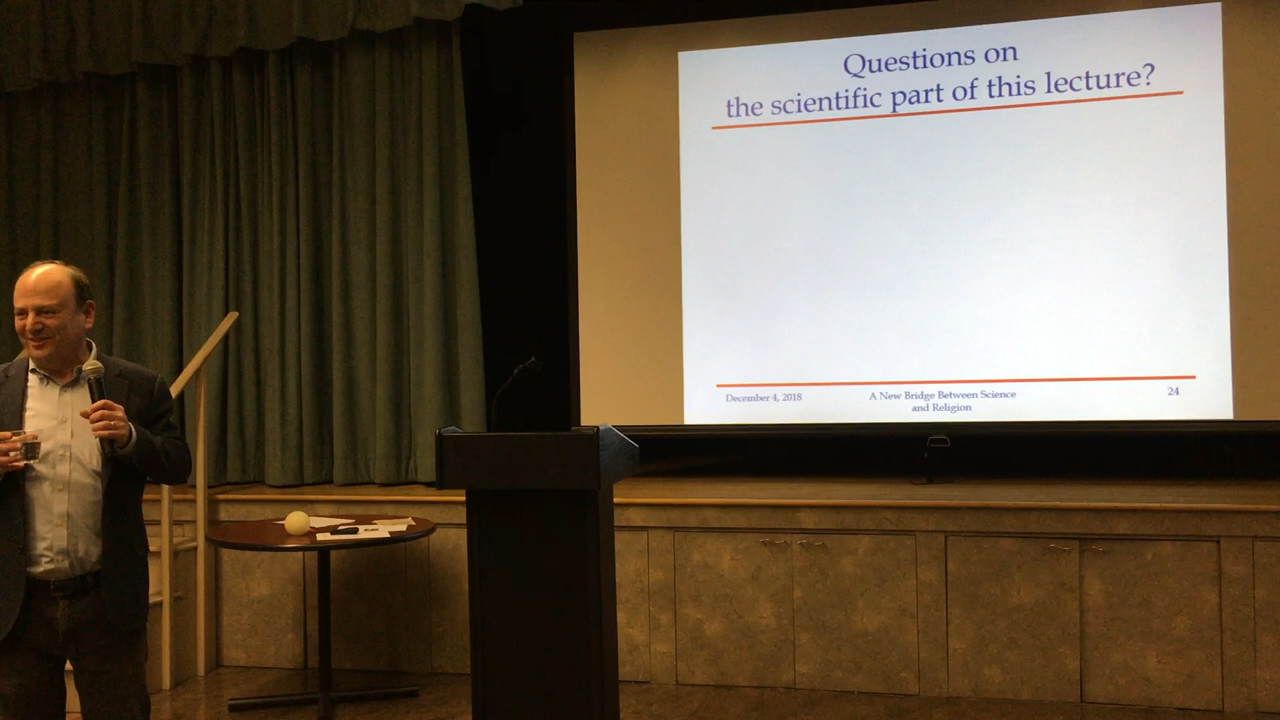 Questions on
the scientific part of this lecture?
December 4, 2018
A New Bridge Between Science
and Religion
24